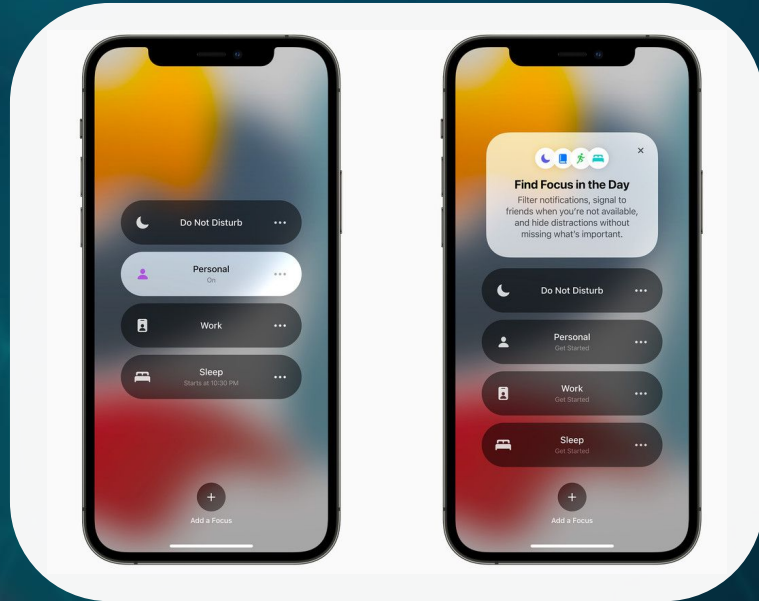 Do Not Disturb
Personal
On
Work
Sleep
Starts at 10:30 PM
Add a Focus
Find Focus in the Day
Filter notifications, signal to
friends when you're not available,
and hide distractions without
missing what's important.
Do Not Disturb
Personal
Get Started
Work
Get Started
Sleep
Get Started
Add a Focus